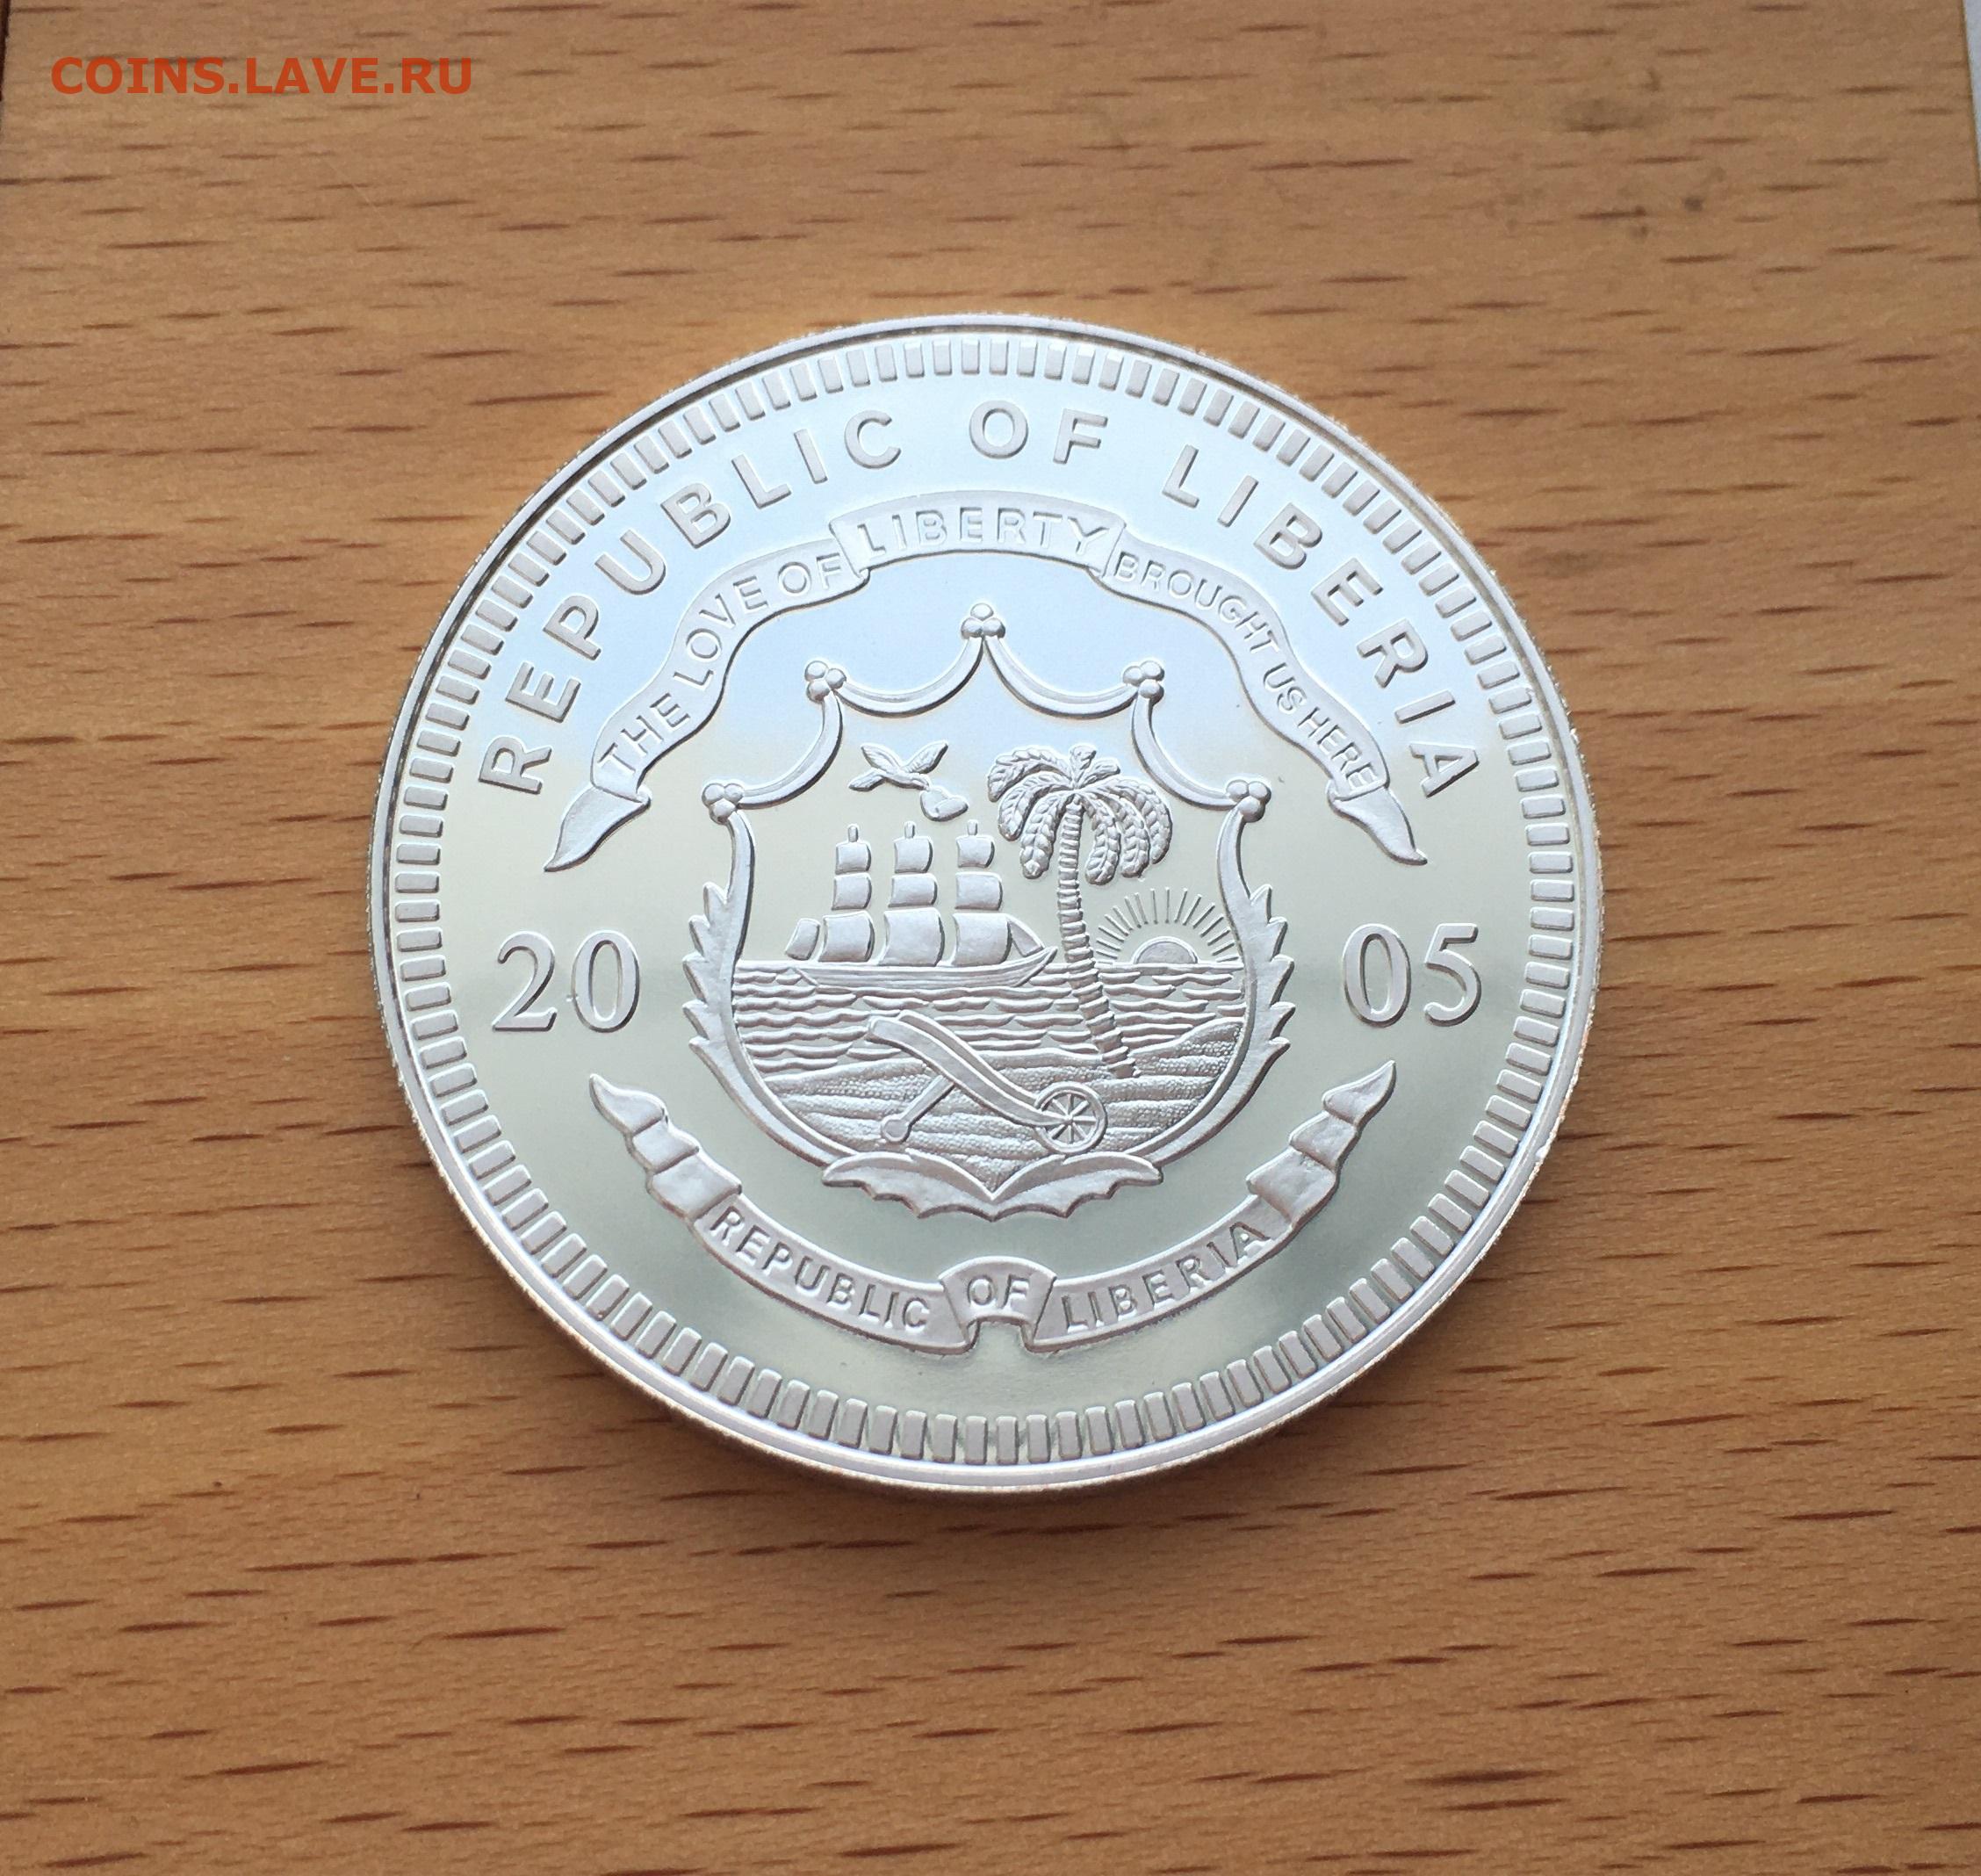 COINS.LAVE.RU
REPUBLIC OF LIBERIA
THE LOVE OF LIBERTY BROUGHT US HERE
20 05
REPUBLIC OF LIBERIA